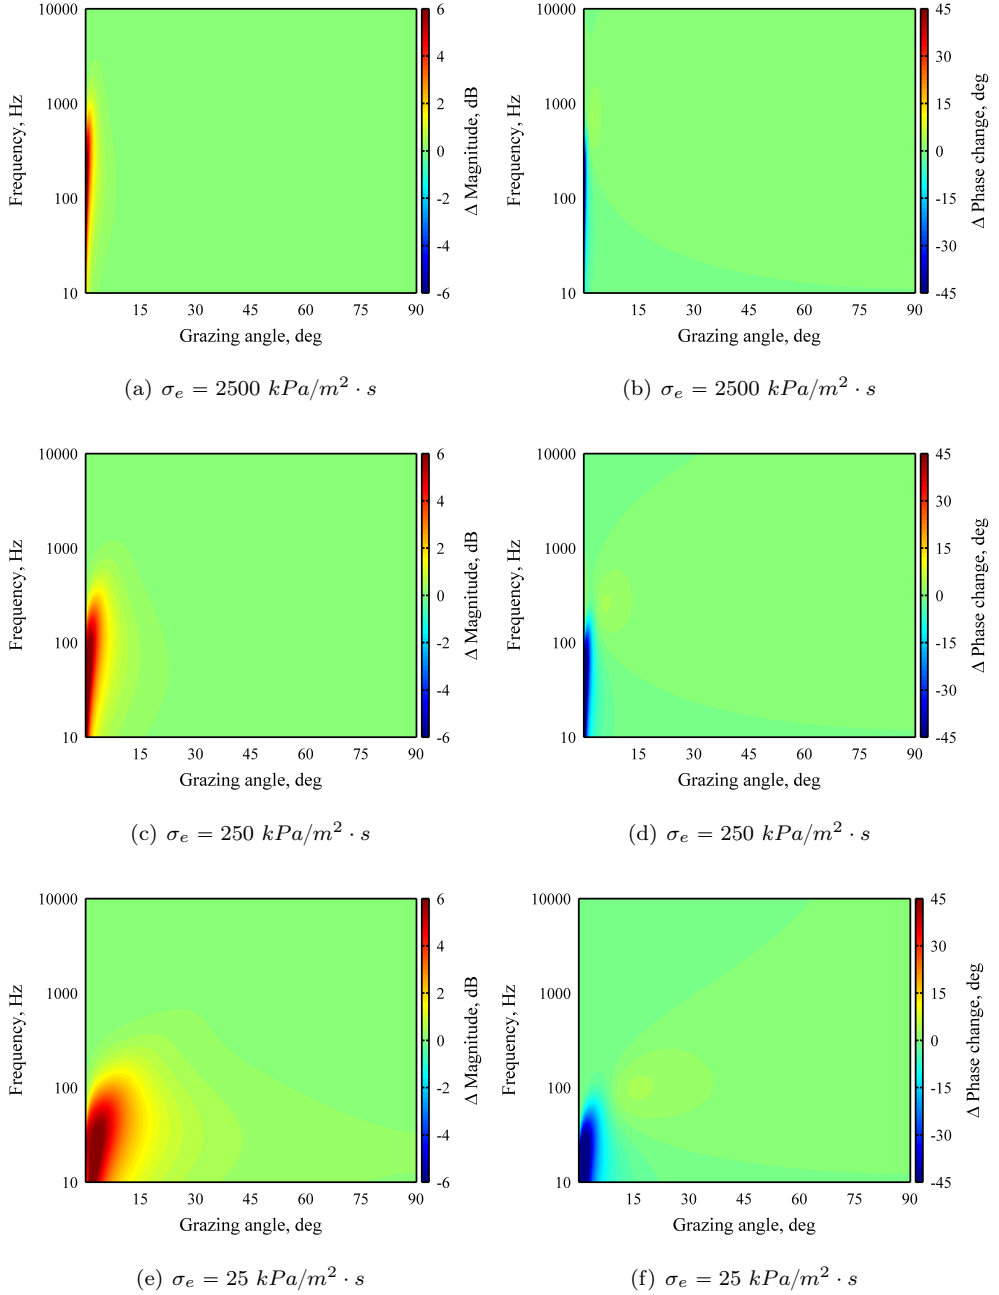 10000
1000
100
10
Frequency, Hz
15 30 45 60 75 90
Grazing angle, deg
6
4
2
0
-2
-4
-6
Δ Magnitude, dB
10000
1000
100
10
Frequency, Hz
15 30 45 60 75 90
Grazing angle, deg
45
30
15
0
-15
-30
-45
Δ Phase change, deg
(a) σe = 2500 kPa/m² · s
(b) σe = 2500 kPa/m² · s
10000
1000
100
10
Frequency, Hz
15 30 45 60 75 90
Grazing angle, deg
6
4
2
0
-2
-4
-6
Δ Magnitude, dB
10000
1000
100
10
Frequency, Hz
15 30 45 60 75 90
Grazing angle, deg
45
30
15
0
-15
-30
-45
Δ Phase change, deg
(c) σe = 250 kPa/m² · s
(d) σe = 250 kPa/m² · s
10000
1000
100
10
Frequency, Hz
15 30 45 60 75 90
Grazing angle, deg
6
4
2
0
-2
-4
-6
Δ Magnitude, dB
10000
1000
100
10
Frequency, Hz
15 30 45 60 75 90
Grazing angle, deg
45
30
15
0
-15
-30
-45
Δ Phase change, deg
(e) σe = 25 kPa/m² · s
(f) σe = 25 kPa/m² · s